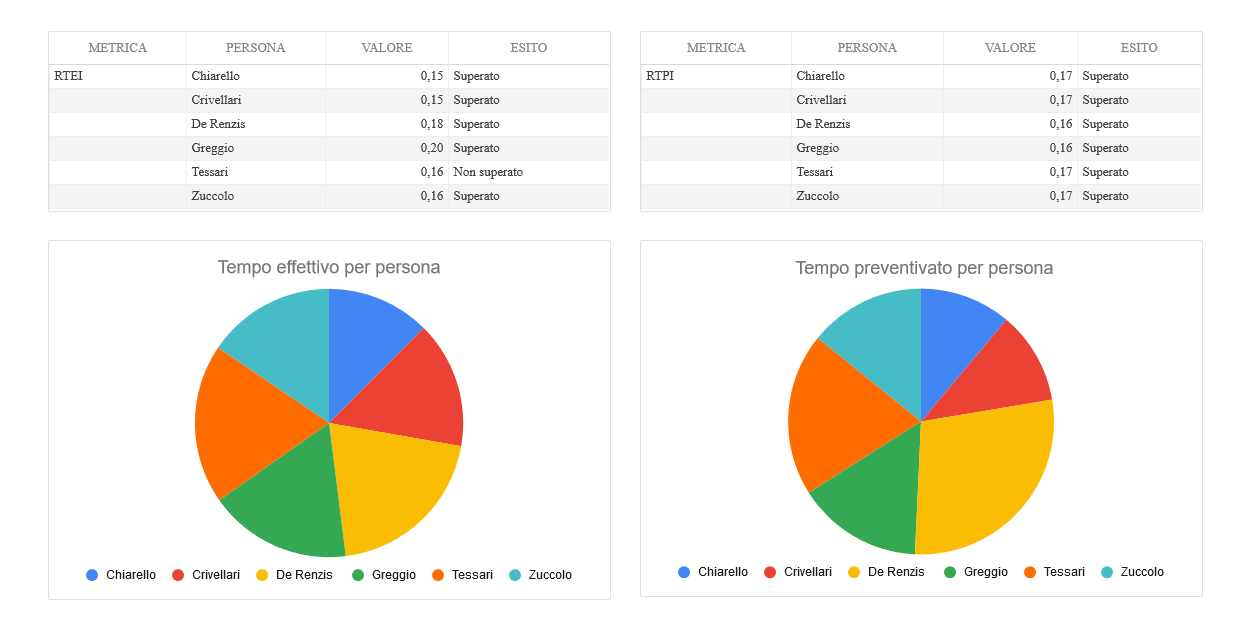 METRICA PERSONA VALORE ESITO
RTEI Chiarello 0,15 Superato
Crivellari 0,15 Superato
De Renzis 0,18 Superato
Greggio 0,20 Superato
Tessari 0,16 Non superato
Zuccolo 0,16 Superato
METRICA PERSONA VALORE ESITO
RTPI Chiarello 0,17 Superato
Crivellari 0,17 Superato
De Renzis 0,16 Superato
Greggio 0,16 Superato
Tessari 0,17 Superato
Zuccolo 0,17 Superato
Tempo effettivo per persona
Chiarello Crivellari De Renzis Greggio Tessari Zuccolo
Tempo preventivato per persona
Chiarello Crivellari De Renzis Greggio Tessari Zuccolo